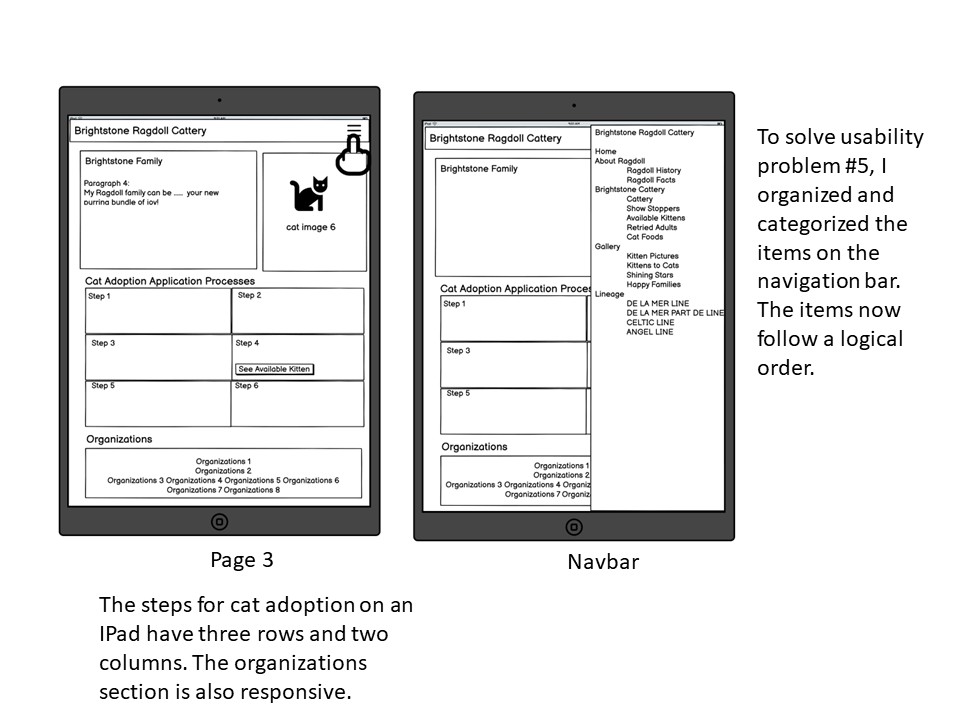 Brightstone Ragdoll Cattery
Brightstone Family
Paragraph 4:
My Ragdoll family can be ___ your new
purring bundle of joy!
cat image 6
Cat Adoption Application Processes
Step 1
Step 2
Step 3
Step 4
See Available Kitten
Step 5
Step 6
Organizations
Organizations 1
Organizations 2
Organizations 3 Organizations 4 Organizations 5 Organizations 6
Organizations 7 Organizations 8
Page 3
The steps for cat adoption on an
IPad have three rows and two
columns. The organizations
section is also responsive.
Brightstone Ragdoll Cattery
Brightstone Family
Cat Adoption Application Proces
Step 1
Step 3
Step 5
Organizations
Organizations 1
Organizations 2
Organizations 3 Organizations 4 Organiz
Organizations 7 Organiz
Brightstone Ragdoll Cattery
Home
About Ragdoll
Ragdoll History
Ragdoll Facts
Brightstone Cattery
Cattery
Show Stoppers
Available Kittens
Retried Adults
Cat Foods
Gallery
Kitten Pictures
Kittens to Cats
Shining Stars
Happy Families
Lineage
DE LA MER LINE
DE LA MER PART DE LINE
CELTIC LINE
ANGEL LINE
Navbar
To solve usability
problem #5, I
organized and
categorized the
items on the
navigation bar.
The items now
follow a logical
order.